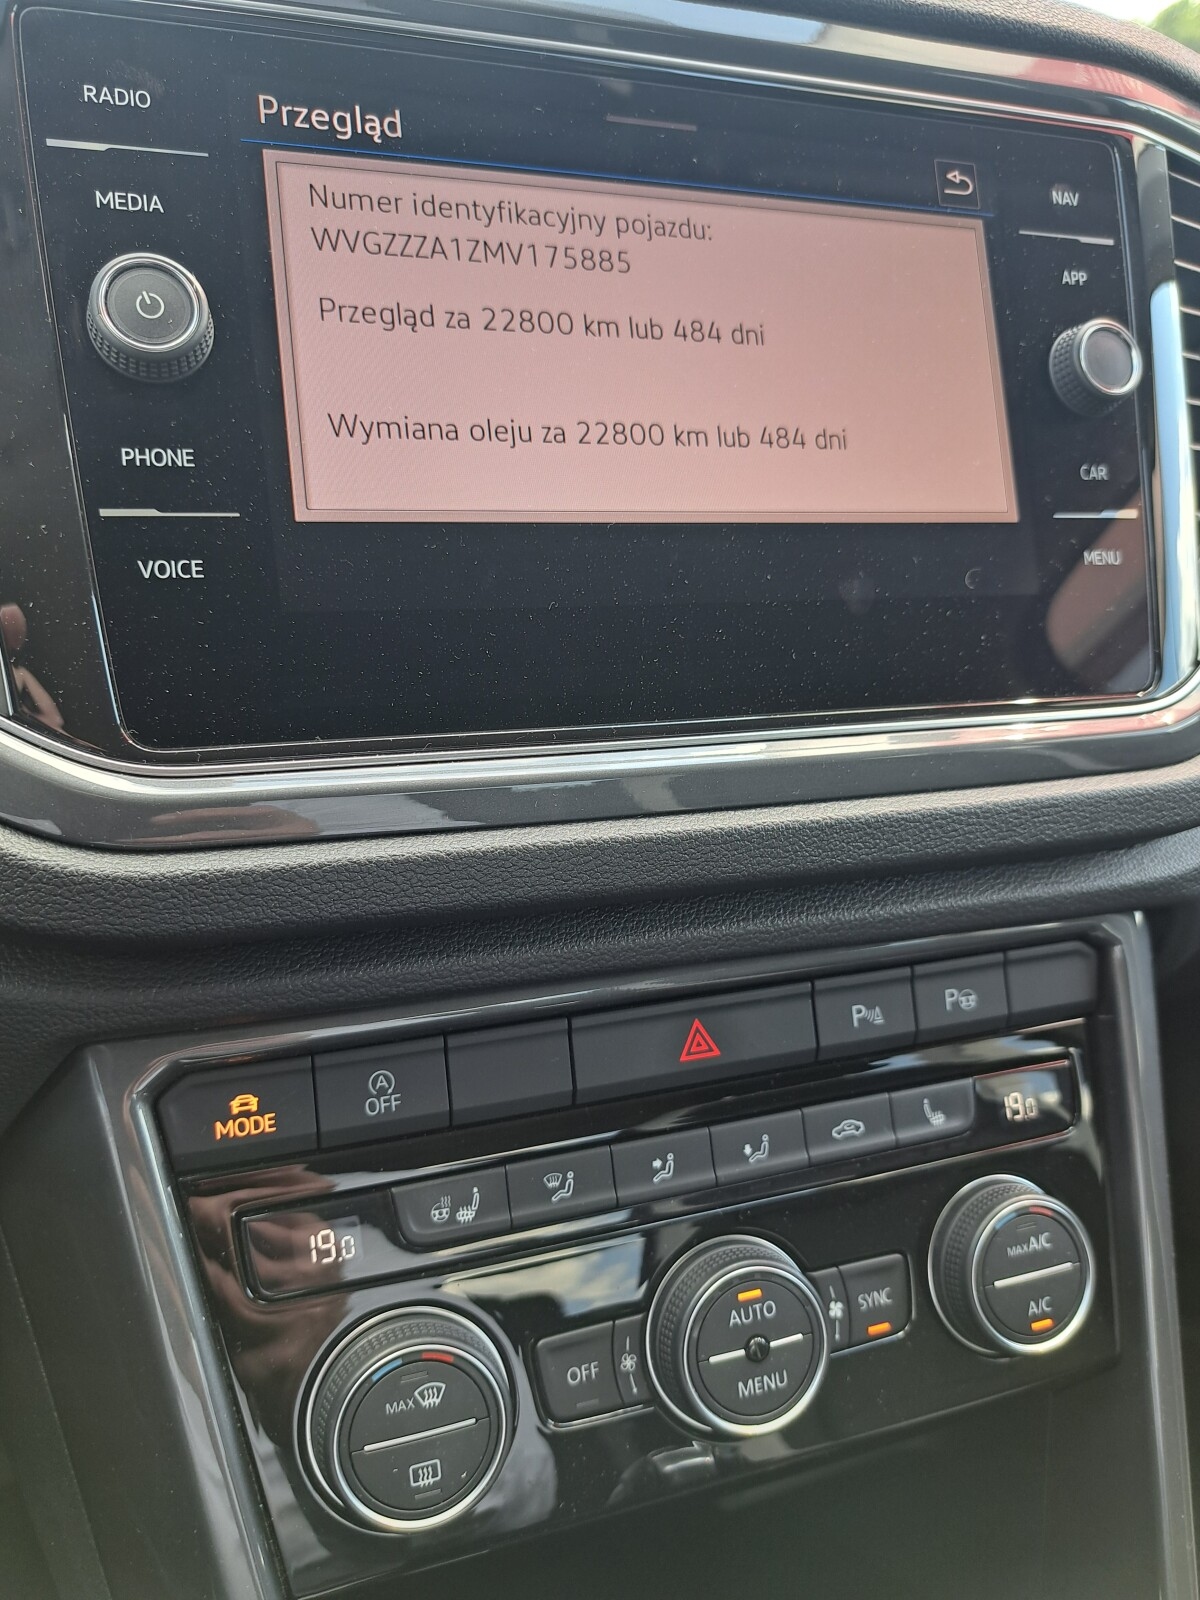 RADIO
MEDIA
PHONE
VOICE
Przegląd
Numer identyfikacyjny pojazdu:
WVGZZZA1ZMV175885
Przegląd za 22800 km lub 484 dni
Wymiana oleju za 22800 km lub 484 dni
NAV
APP
CAR
MENU
MODE
A
OFF
P
P
19.0
19.0
MAX
OFF
AUTO
MENU
SYNC
MAX A/C
A/C